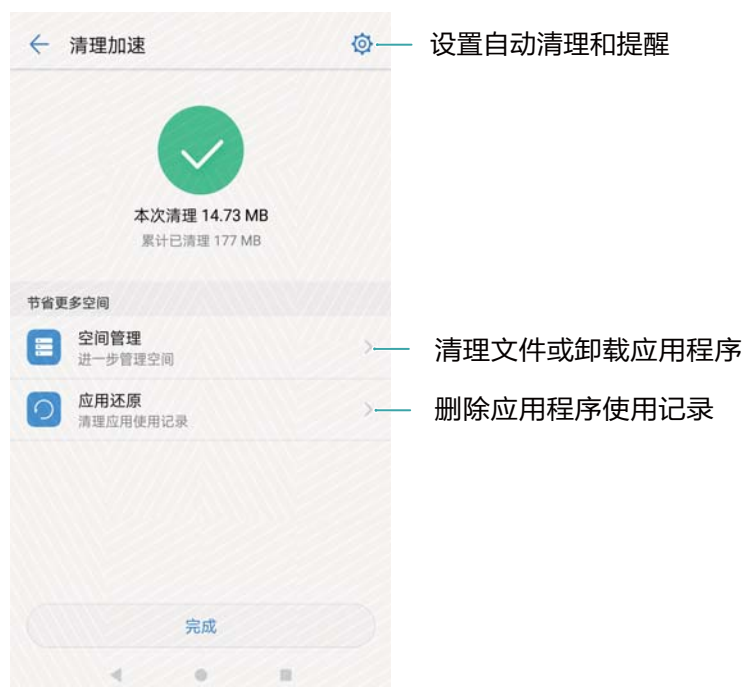 清理加速
设置自动清理和提醒
本次清理 14.73 MB
累计已清理 177 MB
节省更多空间
空间管理
进一步管理空间
清理文件或卸载应用程序
应用还原
清理应用使用记录
删除应用程序使用记录
完成